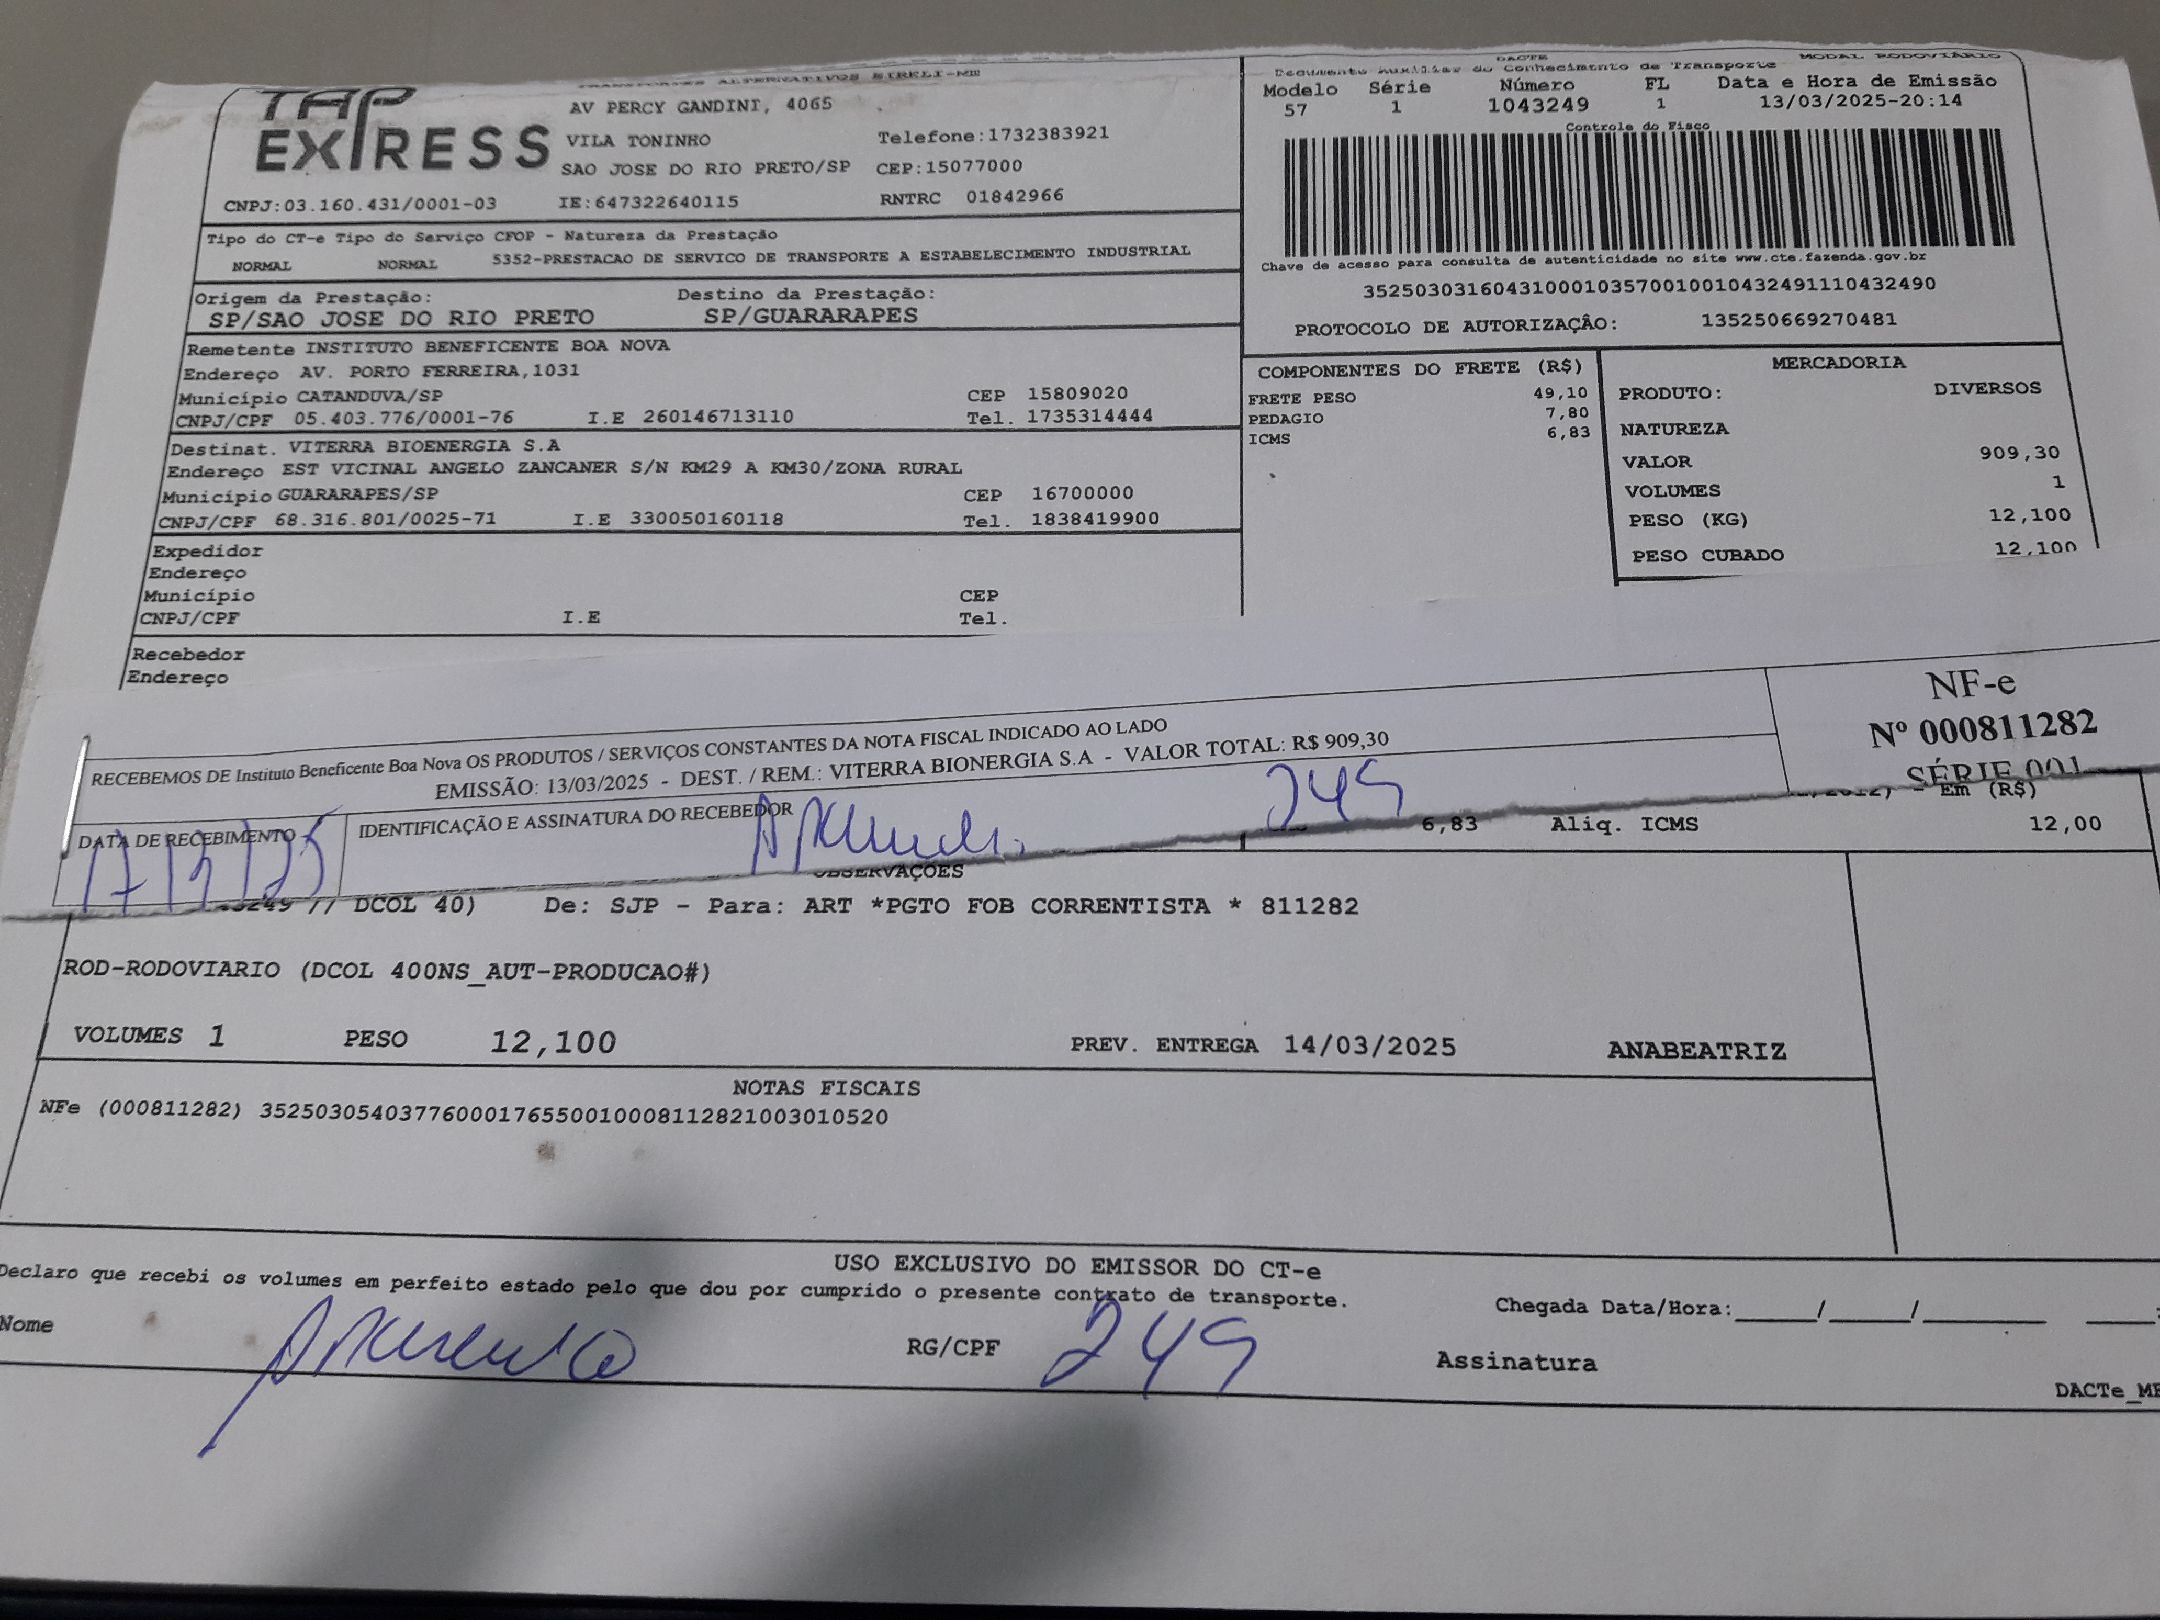 TRANSPORTES ALTERNATIVOS EIRELI-ME
TAP
EXPRESS
AV PERCY GANDINI, 4065
VILA TONINHO Telefone:1732383921
SAO JOSE DO RIO PRETO/SP CEP:15077000
CNPJ:03.160.431/0001-03 IE:647322640115 RNTRC 01842966
DACTE MODAL RODOVIÁRIO
Documento Auxiliar do Conhecimento de Transporte
Modelo Série Número FL Data e Hora de Emissão
57 1 1043249 1 13/03/2025-20:14
Controle do Fisco
Chave de acesso para consulta de autenticidade no site www.cte.fazenda.gov.br
35250303160431000103570010010432491110432490
PROTOCOLO DE AUTORIZAÇÂO: 135250669270481
Tipo do CT-e Tipo do Serviço CFOP - Natureza da Prestação
NORMAL NORMAL 5352-PRESTACAO DE SERVICO DE TRANSPORTE A ESTABELECIMENTO INDUSTRIAL
Origem da Prestação: Destino da Prestação:
SP/SAO JOSE DO RIO PRETO SP/GUARARAPES
Remetente INSTITUTO BENEFICENTE BOA NOVA
Endereço AV. PORTO FERREIRA,1031
Município CATANDUVA/SP CEP 15809020
CNPJ/CPF 05.403.776/0001-76 I.E 260146713110 Tel. 1735314444
Destinat. VITERRA BIOENERGIA S.A
Endereço EST VICINAL ANGELO ZANCANER S/N KM29 A KM30/ZONA RURAL
Município GUARARAPES/SP CEP 16700000
CNPJ/CPF 68.316.801/0025-71 I.E 330050160118 Tel. 1838419900
Expedidor
Endereço
Município CEP
CNPJ/CPF I.E Tel.
Recebedor
Endereço
COMPONENTES DO FRETE (R$)
FRETE PESO 49,10
PEDAGIO 7,80
ICMS 6,83
MERCADORIA
PRODUTO: DIVERSOS
NATUREZA
VALOR 909,30
VOLUMES 1
PESO (KG) 12,100
PESO CUBADO 12,100
RECEBEMOS DE Instituto Beneficente Boa Nova OS PRODUTOS / SERVIÇOS CONSTANTES DA NOTA FISCAL INDICADO AO LADO
EMISSÃO: 13/03/2025 - DEST. / REM.: VITERRA BIONERGIA S.A - VALOR TOTAL: R$ 909,30
NF-e
Nº 000811282
SÉRIE 001
DATA DE RECEBIMENTO IDENTIFICAÇÃO E ASSINATURA DO RECEBEDOR
17/3/25 249
- Em (R$)
6,83 Aliq. ICMS 12,00
OBSERVAÇÕES
// DCOL 40) De: SJP - Para: ART *PGTO FOB CORRENTISTA * 811282
ROD-RODOVIARIO (DCOL 400NS_AUT-PRODUCAO#)
VOLUMES 1 PESO 12,100 PREV. ENTREGA 14/03/2025 ANABEATRIZ
NOTAS FISCAIS
NFe (000811282) 35250305403776000176550010008112821003010520
USO EXCLUSIVO DO EMISSOR DO CT-e
Declaro que recebi os volumes em perfeito estado pelo que dou por cumprido o presente contrato de transporte.
Chegada Data/Hora:_____/_____/_______
Nome RG/CPF 249 Assinatura
DACTe_